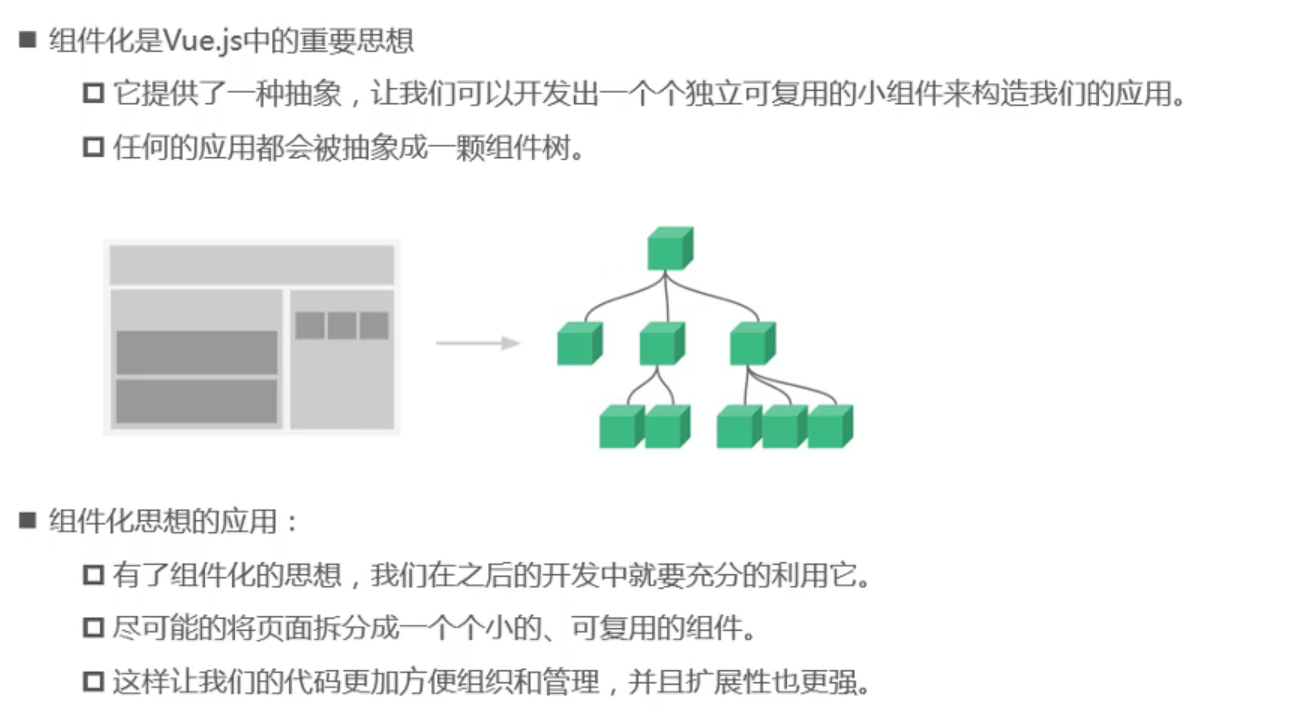 组件化是Vue.js中的重要思想
它提供了一种抽象，让我们可以开发出一个个独立可复用的小组件来构造我们的应用。
任何的应用都会被抽象成一颗组件树。
组件化思想的应用：
有了组件化的思想，我们在之后的开发中就要充分的利用它。
尽可能的将页面拆分成一个个小的、可复用的组件。
这样让我们的代码更加方便组织和管理，并且扩展性也更强。